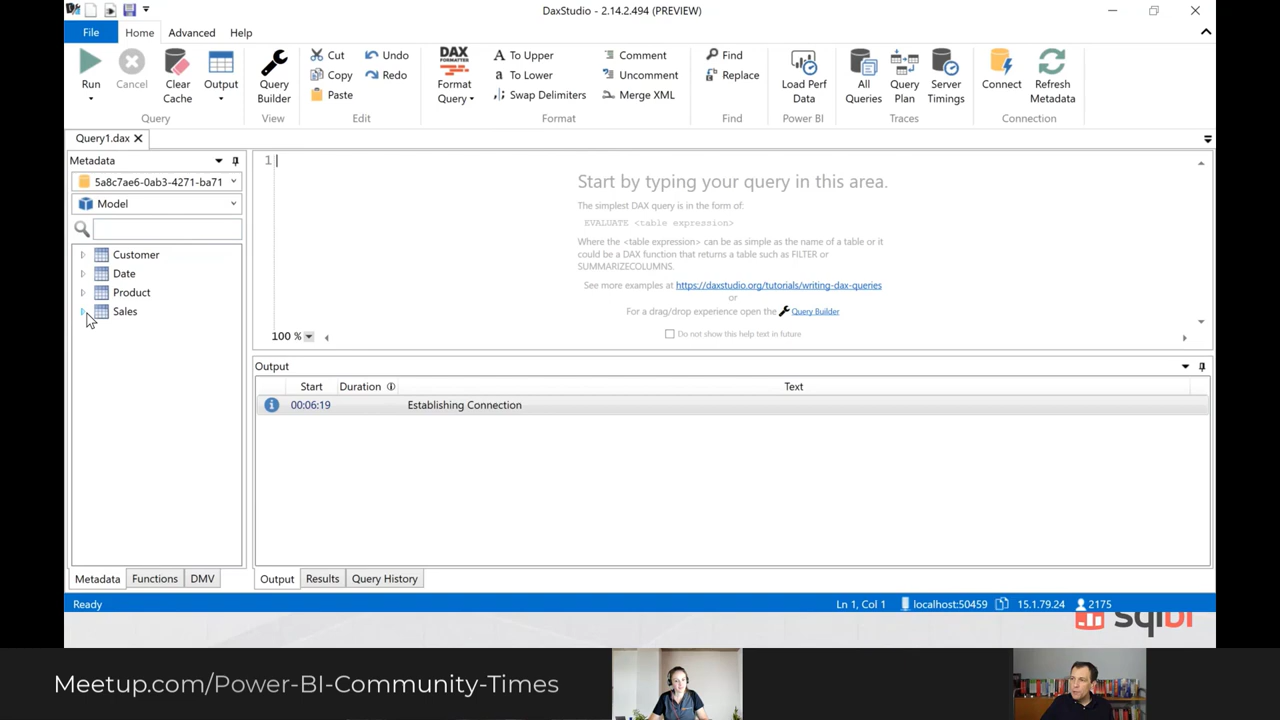 DaxStudio - 2.14.2.494 (PREVIEW)
File
Home
Advanced
Help
Run
Cancel
Clear
Cache
Output
Query
Query
Builder
View
Cut
Copy
Paste
Undo
Redo
Edit
DAX
FORMATTER
Format
Query
To Upper
To Lower
Swap Delimiters
Comment
Uncomment
Merge XML
Format
Find
Replace
Find
Load Perf
Data
Power BI
All
Queries
Query
Plan
Server
Timings
Traces
Connect
Refresh
Metadata
Connection
Query1.dax
Metadata
5a8c7ae6-0ab3-4271-ba71
Model
Customer
Date
Product
Sales
1
Start by typing your query in this area.
The simplest DAX query is in the form of:
EVALUATE <table expression>
Where the <table expression> can be as simple as the name of a table or it
could be a DAX function that returns a table such as FILTER or
SUMMARIZECOLUMNS.
See more examples at https://daxstudio.org/tutorials/writing-dax-queries
or
For a drag/drop experience open the Query Builder
Do not show this help text in future
100 %
Output
Start
Duration
Text
00:06:19
Establishing Connection
Metadata
Functions
DMV
Output
Results
Query History
Ready
Ln 1, Col 1
localhost:50459
15.1.79.24
2175
sqlbi
Meetup.com/Power-BI-Community-Times